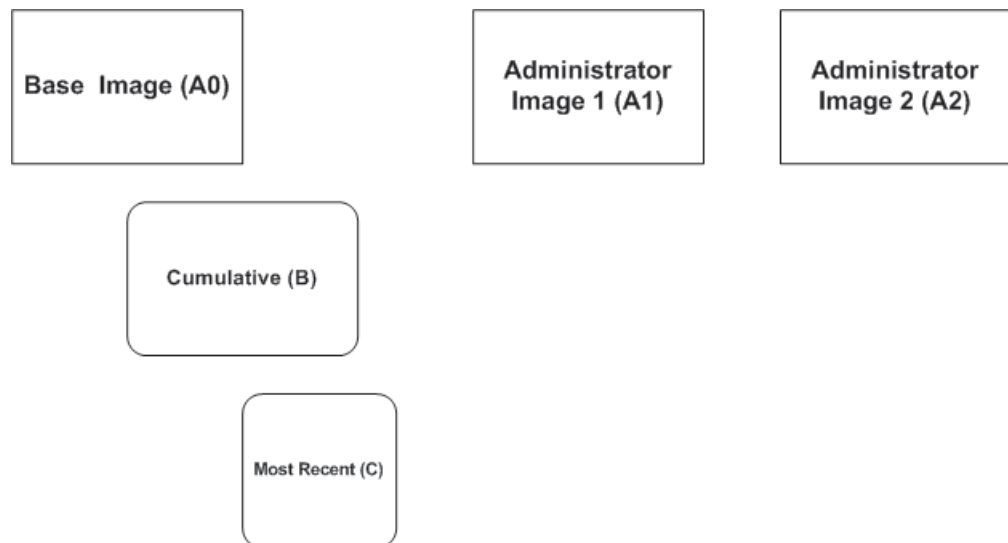 Base Image (A0)
Administrator
Image 1 (A1)
Administrator
Image 2 (A2)
Cumulative (B)
Most Recent (C)